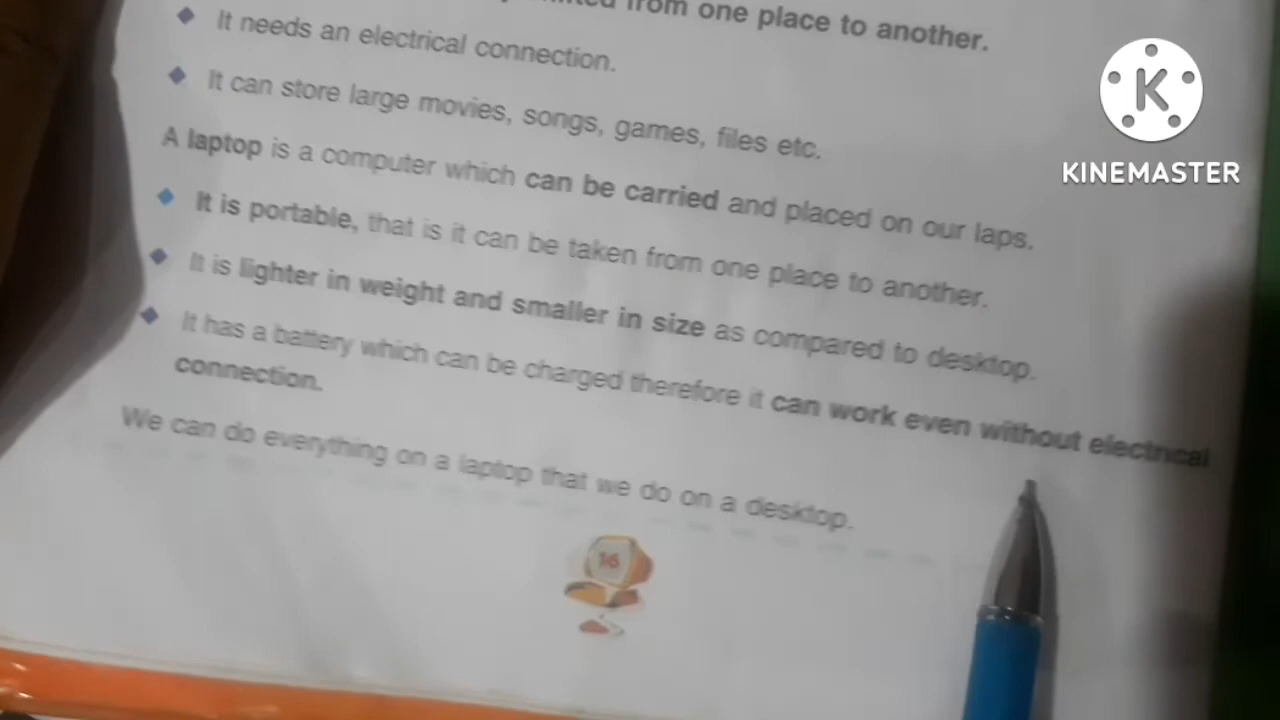 from one place to another.
It needs an electrical connection.
It can store large movies, songs, games, files etc.
A laptop is a computer which can be carried and placed on our laps.
It is portable, that is it can be taken from one place to another.
It is lighter in weight and smaller in size as compared to desktop.
It has a battery which can be charged therefore it can work even without electrical
connection.
We can do everything on a laptop that we do on a desktop.
16
K
KINEMASTER